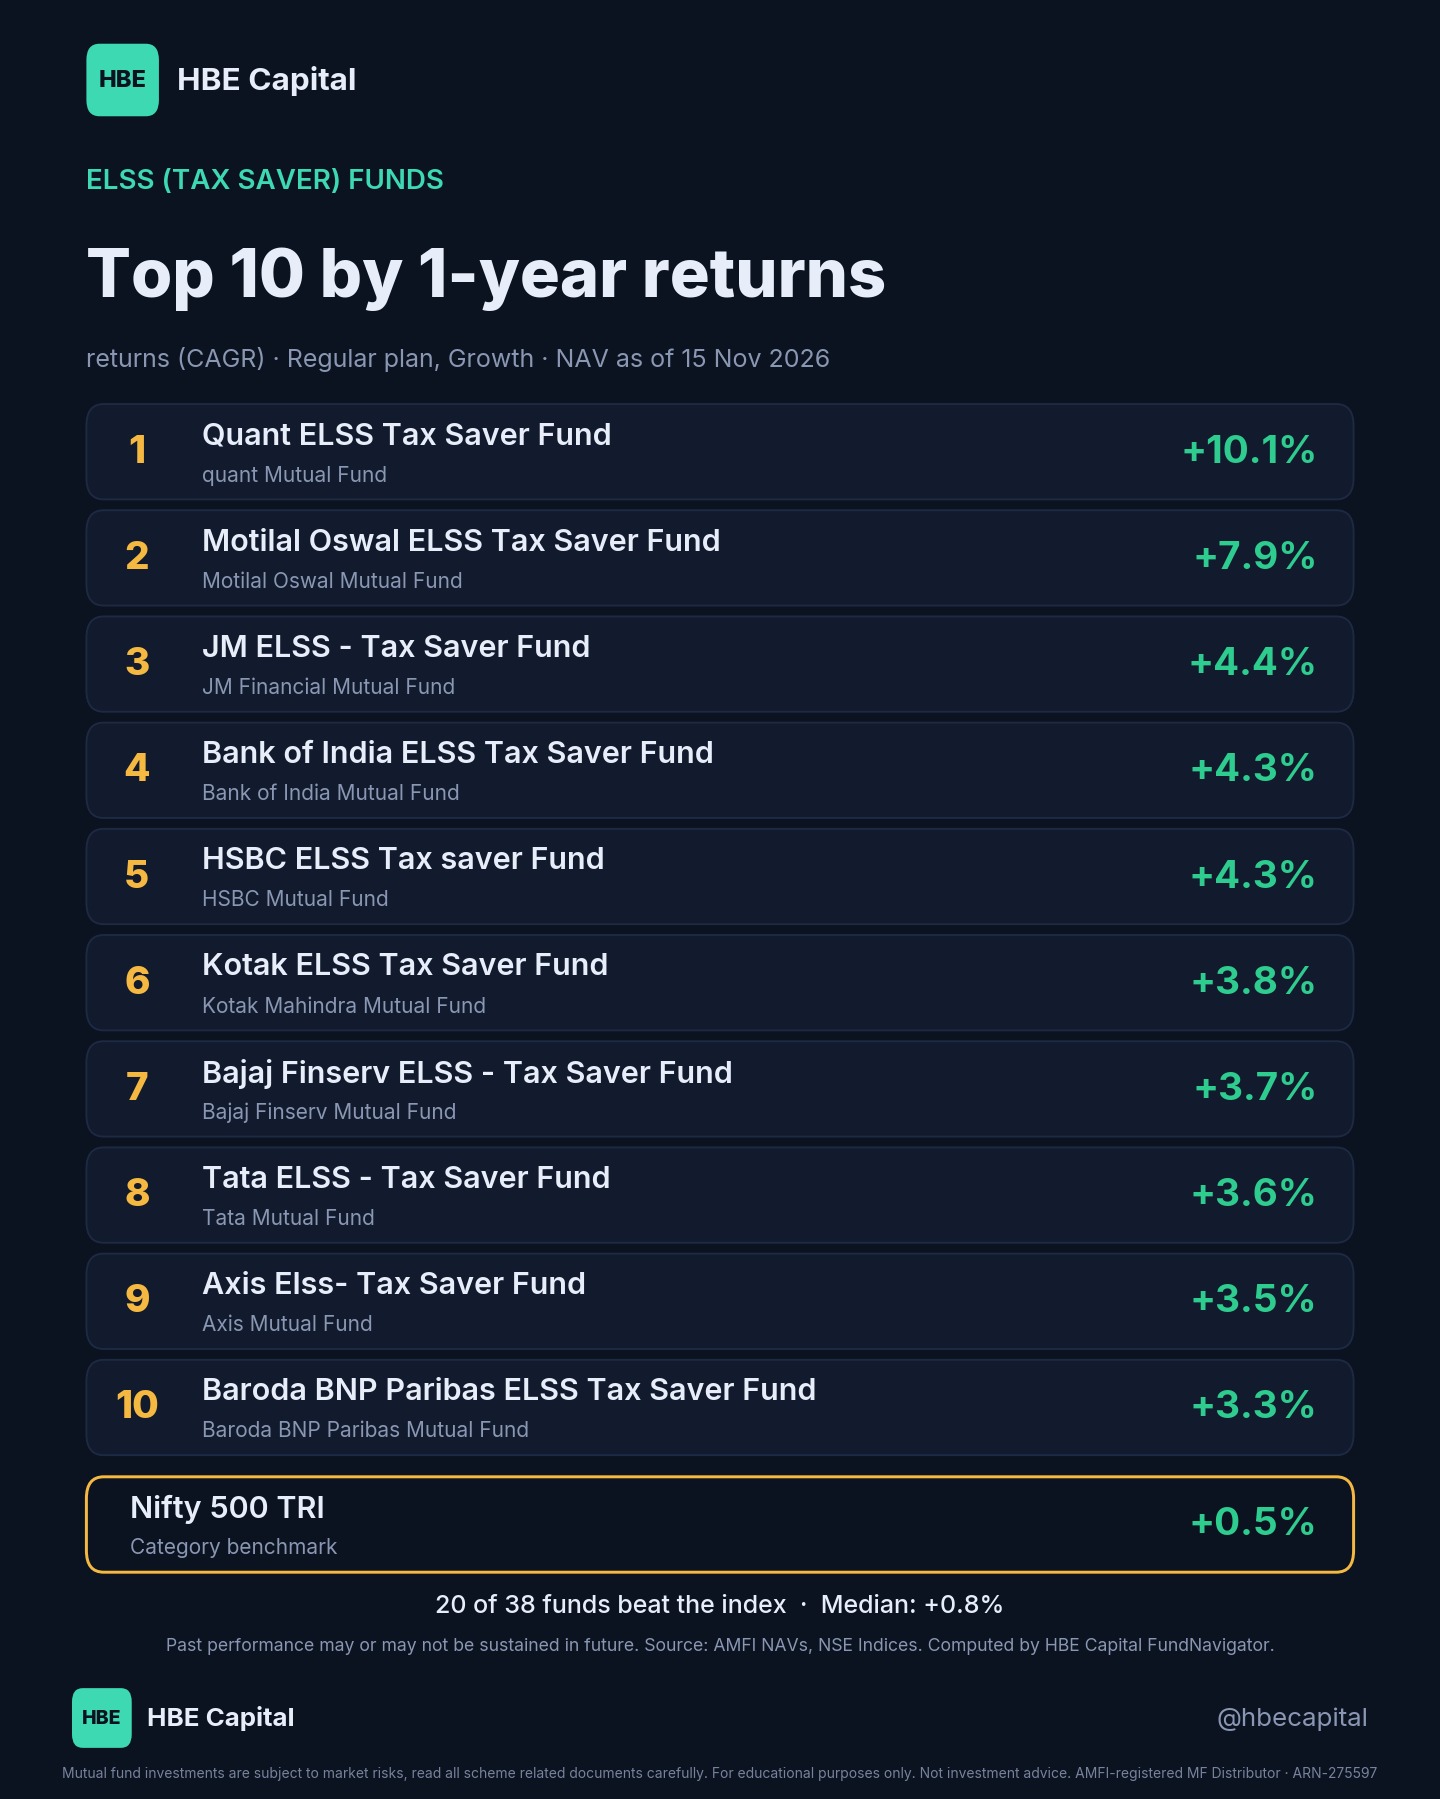 HBE
HBE Capital
ELSS (TAX SAVER) FUNDS
Top 10 by 1-year returns
returns (CAGR) · Regular plan, Growth · NAV as of 15 Nov 2026
1
Quant ELSS Tax Saver Fund
quant Mutual Fund
+10.1%
2
Motilal Oswal ELSS Tax Saver Fund
Motilal Oswal Mutual Fund
+7.9%
3
JM ELSS - Tax Saver Fund
JM Financial Mutual Fund
+4.4%
4
Bank of India ELSS Tax Saver Fund
Bank of India Mutual Fund
+4.3%
5
HSBC ELSS Tax saver Fund
HSBC Mutual Fund
+4.3%
6
Kotak ELSS Tax Saver Fund
Kotak Mahindra Mutual Fund
+3.8%
7
Bajaj Finserv ELSS - Tax Saver Fund
Bajaj Finserv Mutual Fund
+3.7%
8
Tata ELSS - Tax Saver Fund
Tata Mutual Fund
+3.6%
9
Axis Elss- Tax Saver Fund
Axis Mutual Fund
+3.5%
10
Baroda BNP Paribas ELSS Tax Saver Fund
Baroda BNP Paribas Mutual Fund
+3.3%
Nifty 500 TRI
Category benchmark
+0.5%
20 of 38 funds beat the index · Median: +0.8%
Past performance may or may not be sustained in future. Source: AMFI NAVs, NSE Indices. Computed by HBE Capital FundNavigator.
HBE
HBE Capital
@hbecapital
Mutual fund investments are subject to market risks, read all scheme related documents carefully. For educational purposes only. Not investment advice. AMFI-registered MF Distributor · ARN-275597